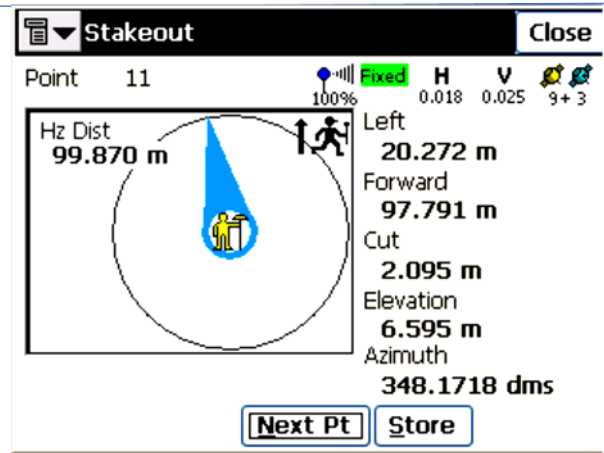 Stakeout Close
Point 11 100% Fixed H 0.018 V 0.025 9+ 3
Hz Dist
99.870 m
Left
20.272 m
Forward
97.791 m
Cut
2.095 m
Elevation
6.595 m
Azimuth
348.1718 dms
Next Pt Store